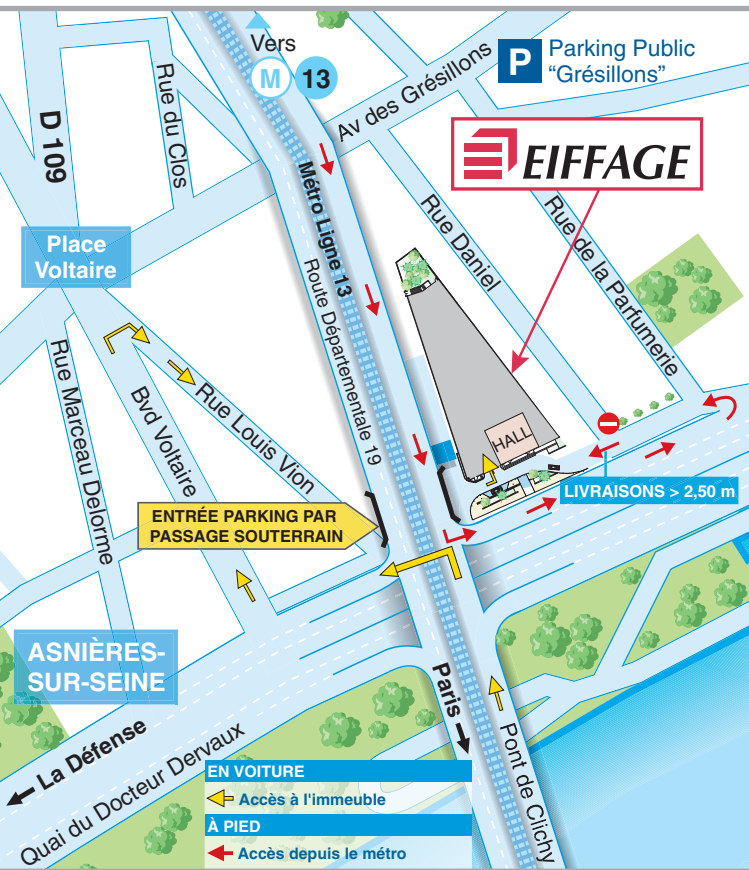 Vers
M 13
P
Parking Public
“Grésillons”
Av des Grésillons
EIFFAGE
Rue du Clos
D 109
Place
Voltaire
Métro Ligne 13
Route Départementale 19
Rue Daniel
Rue de la Parfumerie
Rue Marceau Delorme
Bvd Voltaire
Rue Louis Vion
HALL
LIVRAISONS > 2,50 m
ENTRÉE PARKING PAR
PASSAGE SOUTERRAIN
ASNIÈRES-
SUR-SEINE
La Défense
Quai du Docteur Dervaux
Paris
Pont de Clichy
EN VOITURE
Accès à l'immeuble
À PIED
Accès depuis le métro